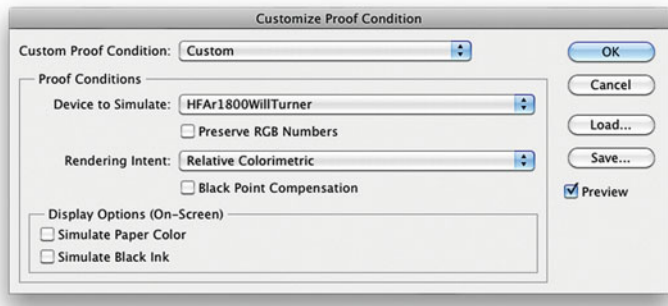 Customize Proof Condition
Custom Proof Condition: Custom
OK
Proof Conditions
Cancel
Device to Simulate: HFAr1800WillTurner
Preserve RGB Numbers
Load...
Rendering Intent: Relative Colorimetric
Save...
Black Point Compensation
Preview
Display Options (On-Screen)
Simulate Paper Color
Simulate Black Ink